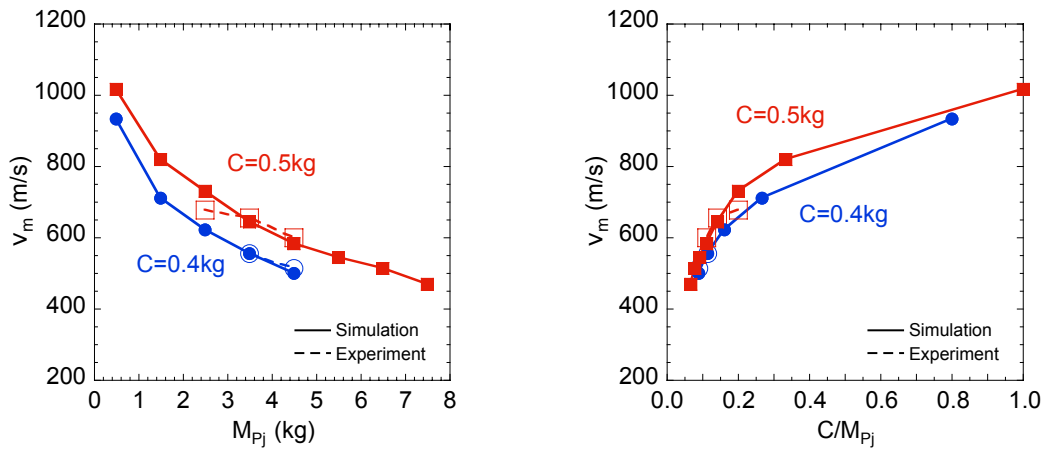 1200
1000
800
600
400
200
v_m (m/s)
C=0.5kg
C=0.4kg
Simulation
Experiment
0 1 2 3 4 5 6 7 8
M_Pj (kg)
1200
1000
800
600
400
200
v_m (m/s)
C=0.5kg
C=0.4kg
Simulation
Experiment
0.0 0.2 0.4 0.6 0.8 1.0
C/M_Pj